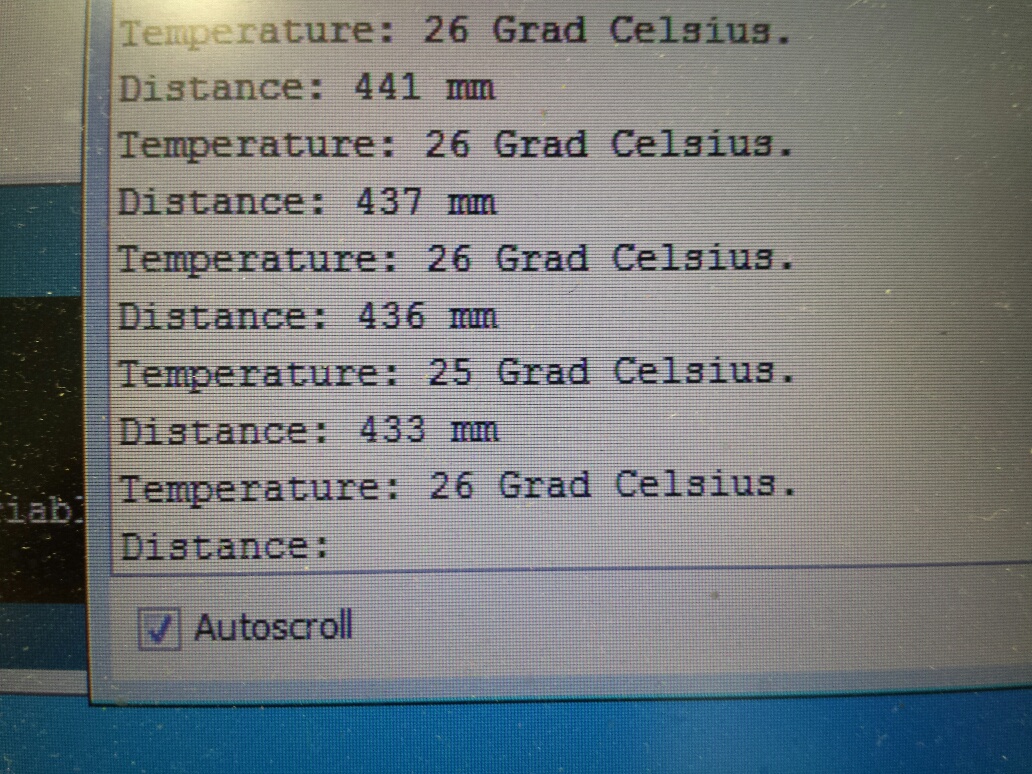 Temperature: 26 Grad Celsius.
Distance: 441 mm
Temperature: 26 Grad Celsius.
Distance: 437 mm
Temperature: 26 Grad Celsius.
Distance: 436 mm
Temperature: 25 Grad Celsius.
Distance: 433 mm
Temperature: 26 Grad Celsius.
Distance:
Autoscroll